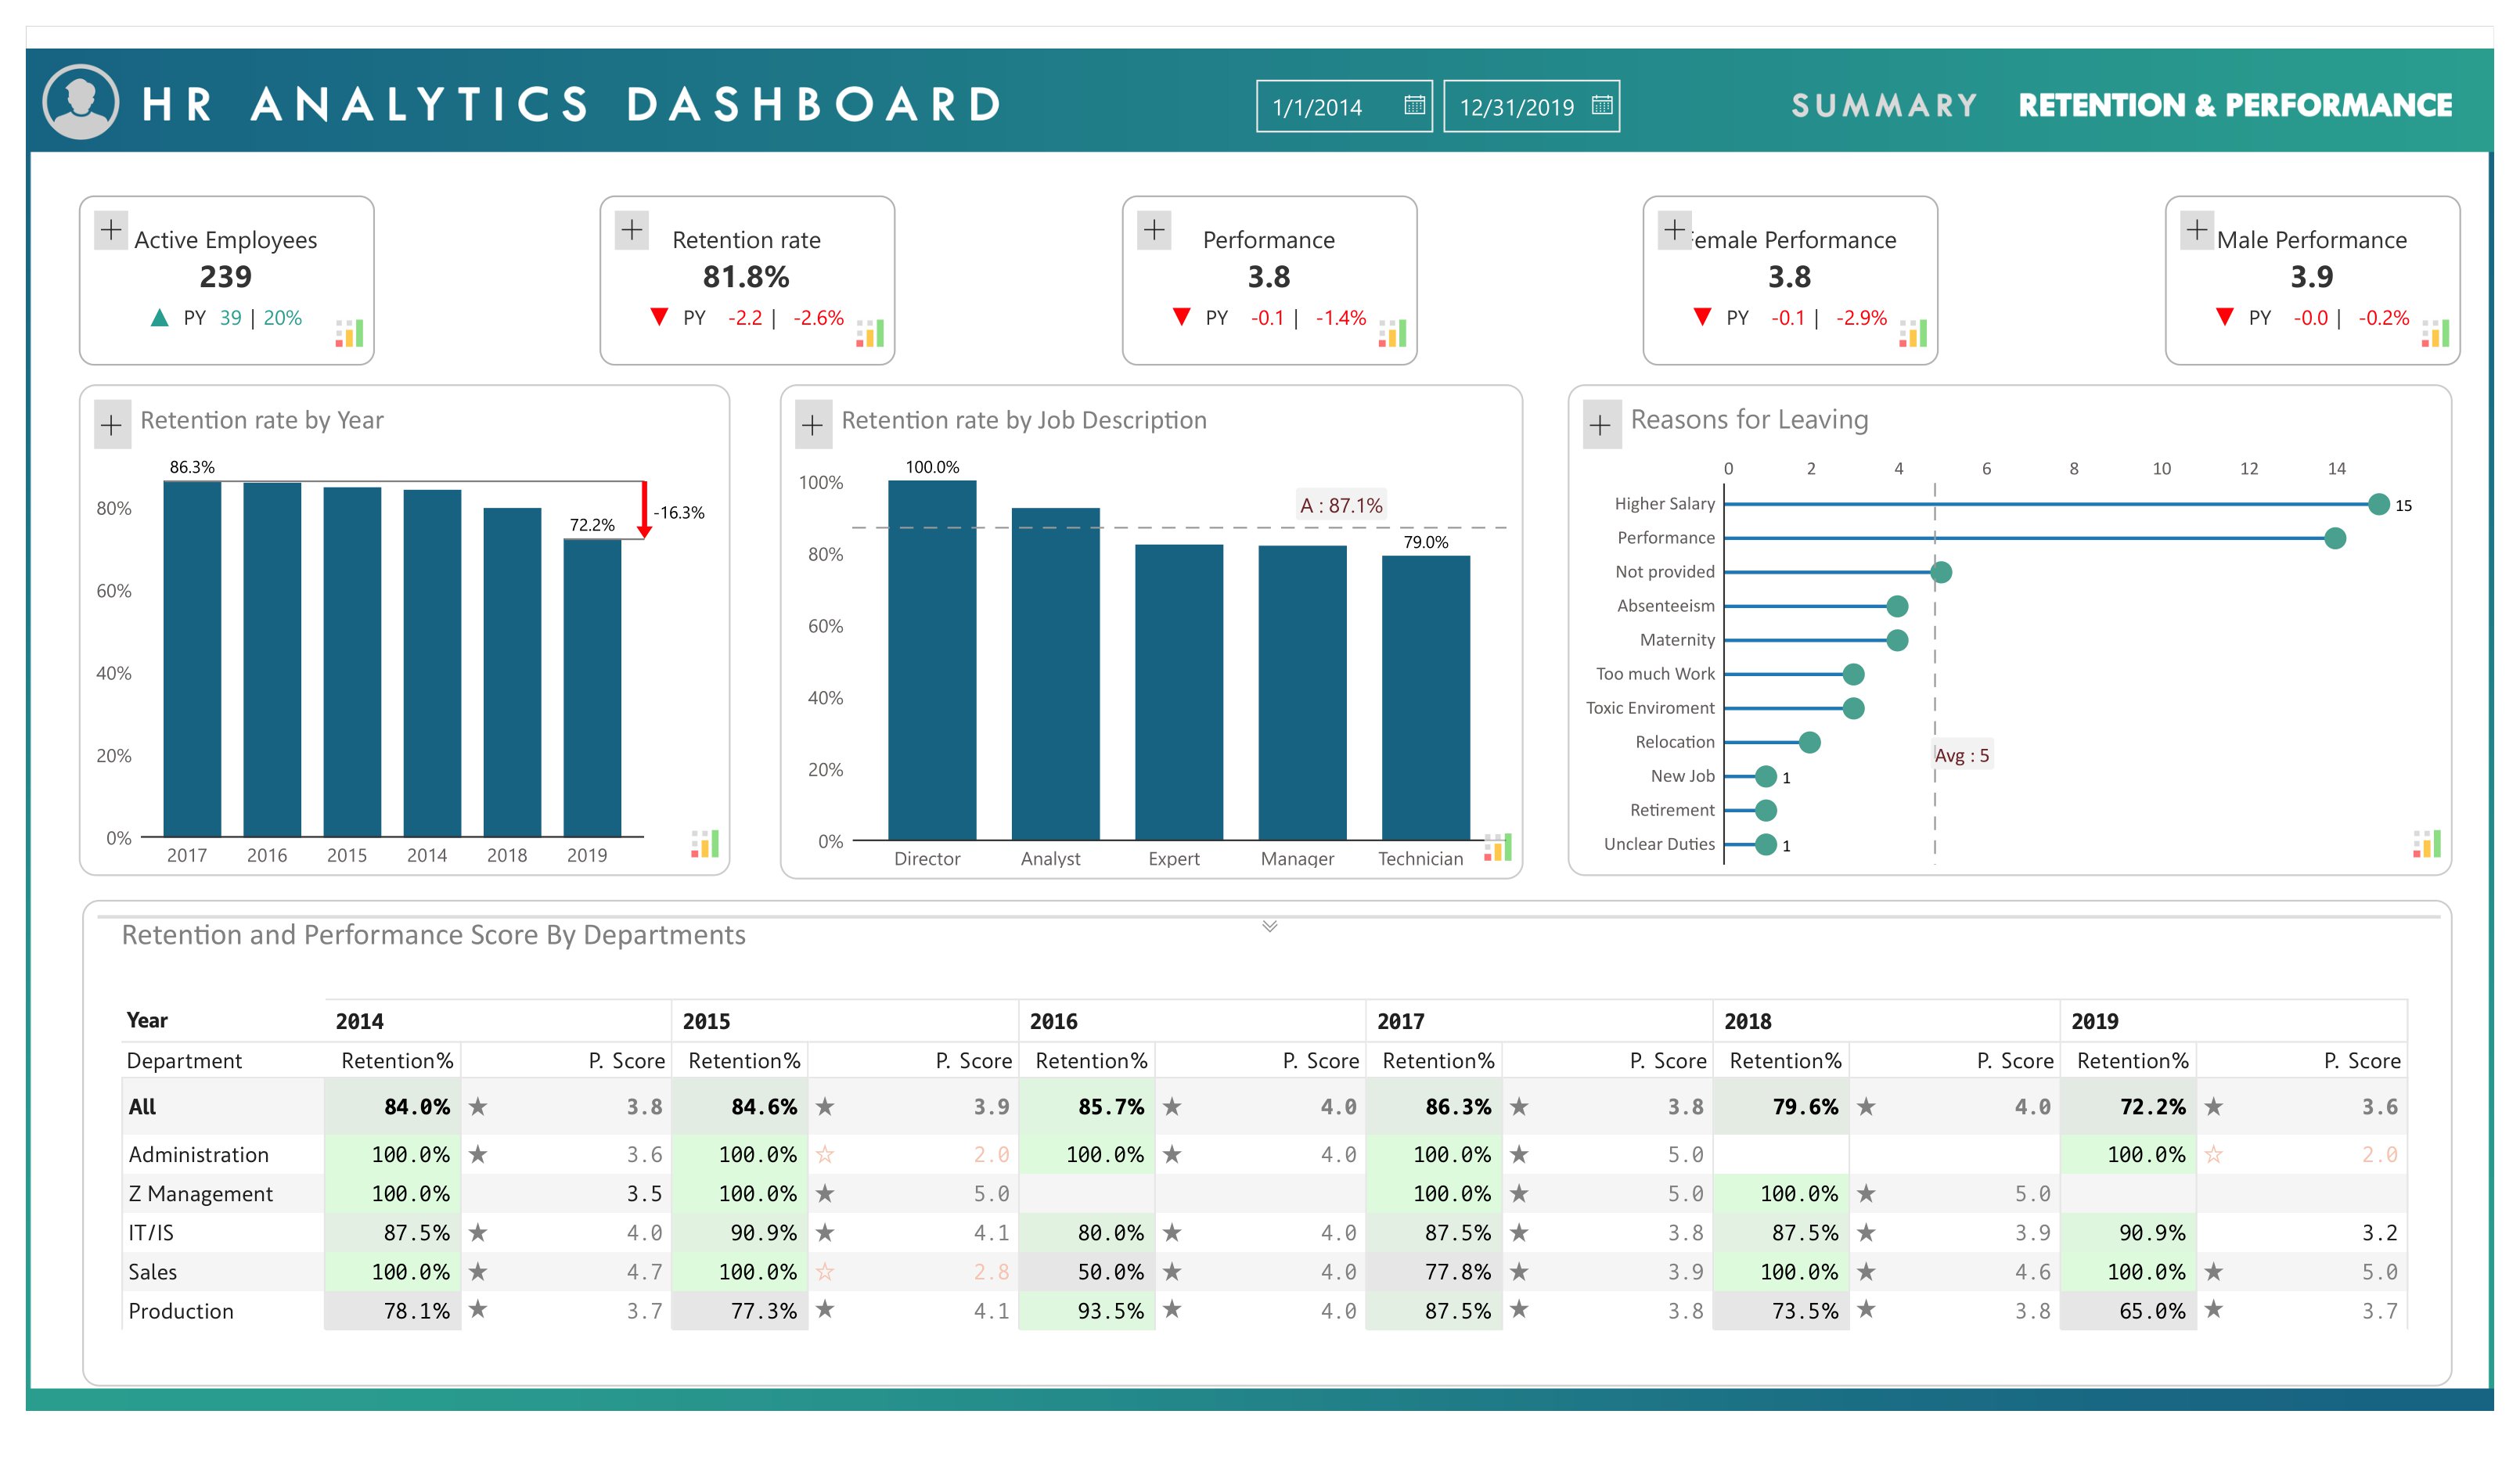 HR ANALYTICS DASHBOARD
1/1/2014 12/31/2019
SUMMARY RETENTION & PERFORMANCE
Active Employees
239
PY 39 | 20%
Retention rate
81.8%
PY -2.2 | -2.6%
Performance
3.8
PY -0.1 | -1.4%
emale Performance
3.8
PY -0.1 | -2.9%
Male Performance
3.9
PY -0.0 | -0.2%
Retention rate by Year
86.3%
80%
72.2%
-16.3%
60%
40%
20%
0%
2017 2016 2015 2014 2018 2019
Retention rate by Job Description
100.0%
100%
A : 87.1%
79.0%
80%
60%
40%
20%
0%
Director Analyst Expert Manager Technician
Reasons for Leaving
0 2 4 6 8 10 12 14
Higher Salary 15
Performance
Not provided
Absenteeism
Maternity
Too much Work
Toxic Enviroment
Relocation
Avg : 5
New Job 1
Retirement
Unclear Duties 1
Retention and Performance Score By Departments
Year 2014 2015 2016 2017 2018 2019
Department Retention% P. Score Retention% P. Score Retention% P. Score Retention% P. Score Retention% P. Score Retention% P. Score
All 84.0% ★ 3.8 84.6% ★ 3.9 85.7% ★ 4.0 86.3% ★ 3.8 79.6% ★ 4.0 72.2% ★ 3.6
Administration 100.0% ★ 3.6 100.0% ☆ 2.0 100.0% ★ 4.0 100.0% ★ 5.0 100.0% ☆ 2.0
Z Management 100.0% 3.5 100.0% ★ 5.0 100.0% ★ 5.0 100.0% ★ 5.0
IT/IS 87.5% ★ 4.0 90.9% ★ 4.1 80.0% ★ 4.0 87.5% ★ 3.8 87.5% ★ 3.9 90.9% 3.2
Sales 100.0% ★ 4.7 100.0% ☆ 2.8 50.0% ★ 4.0 77.8% ★ 3.9 100.0% ★ 4.6 100.0% ★ 5.0
Production 78.1% ★ 3.7 77.3% ★ 4.1 93.5% ★ 4.0 87.5% ★ 3.8 73.5% ★ 3.8 65.0% ★ 3.7